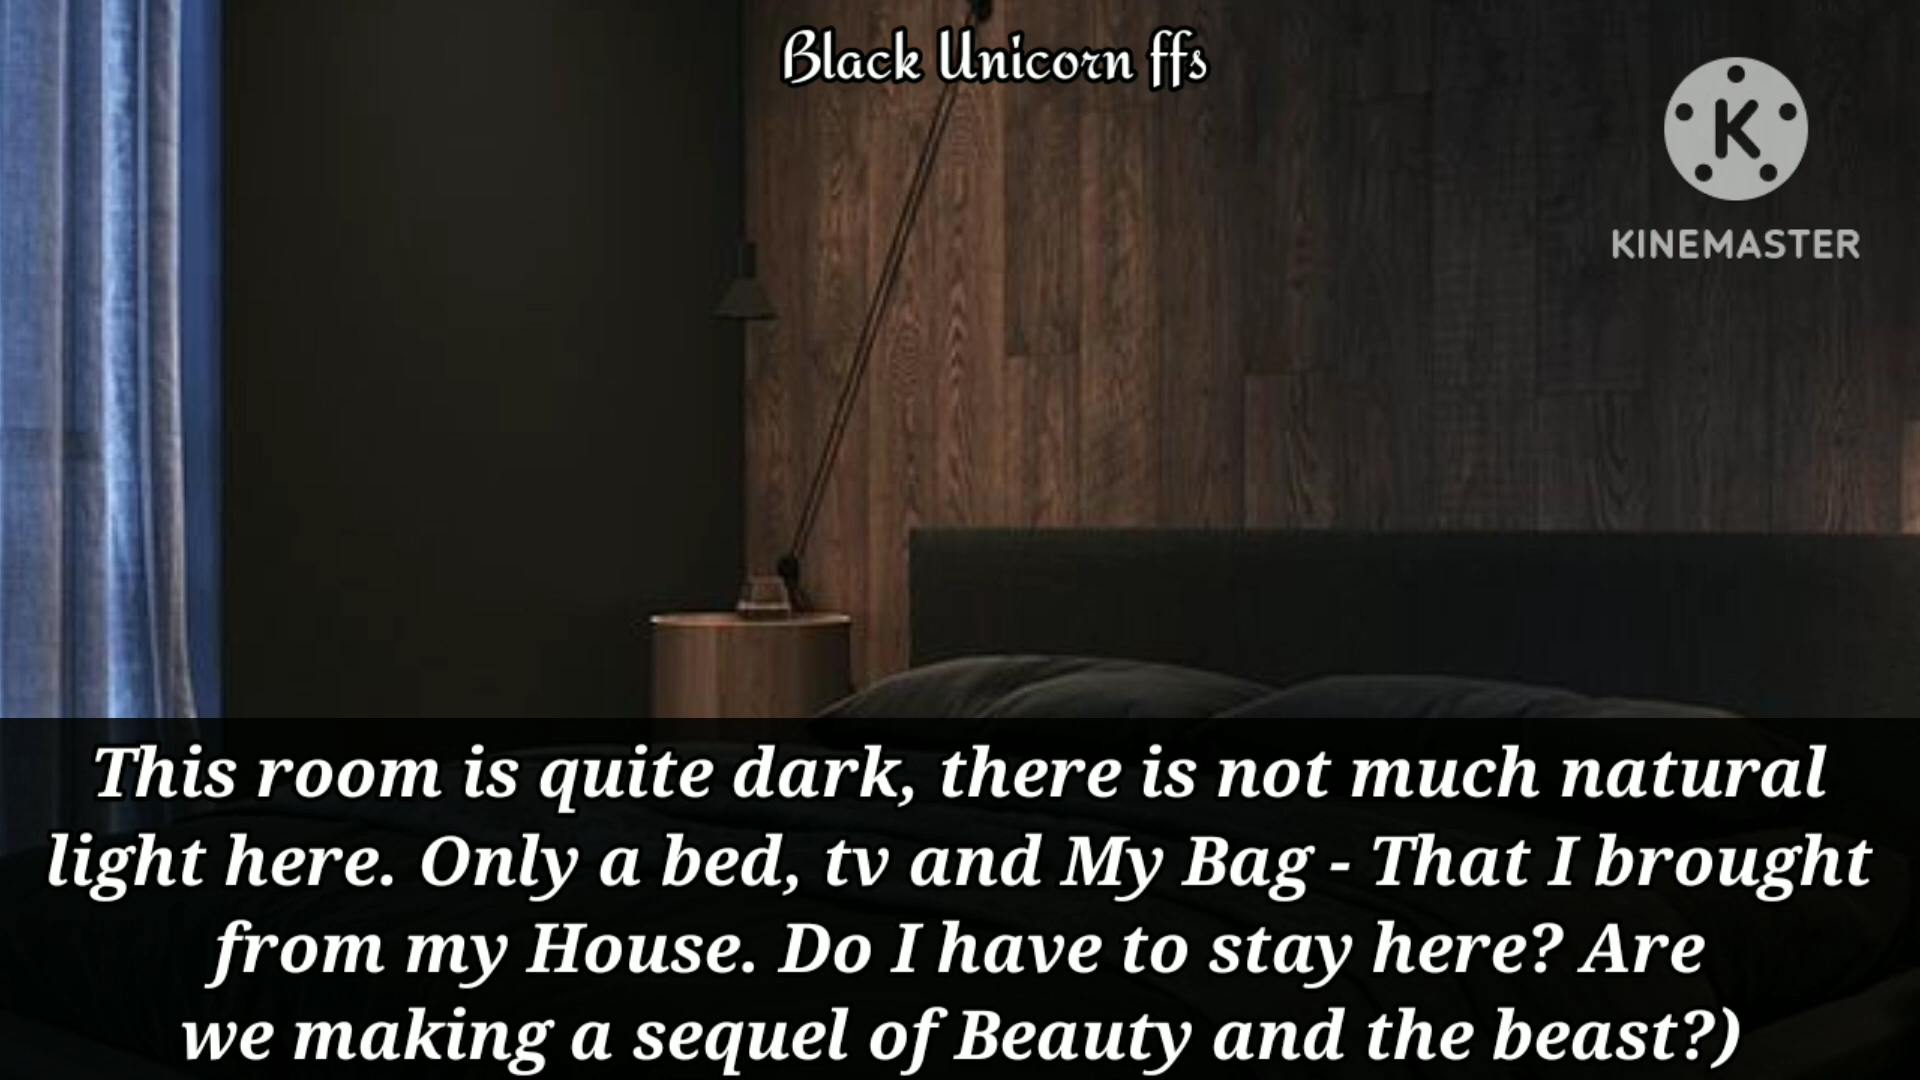 Black Unicorn ffs
K
KINEMASTER
This room is quite dark, there is not much natural
light here. Only a bed, tv and My Bag - That I brought
from my House. Do I have to stay here? Are
we making a sequel of Beauty and the beast?)